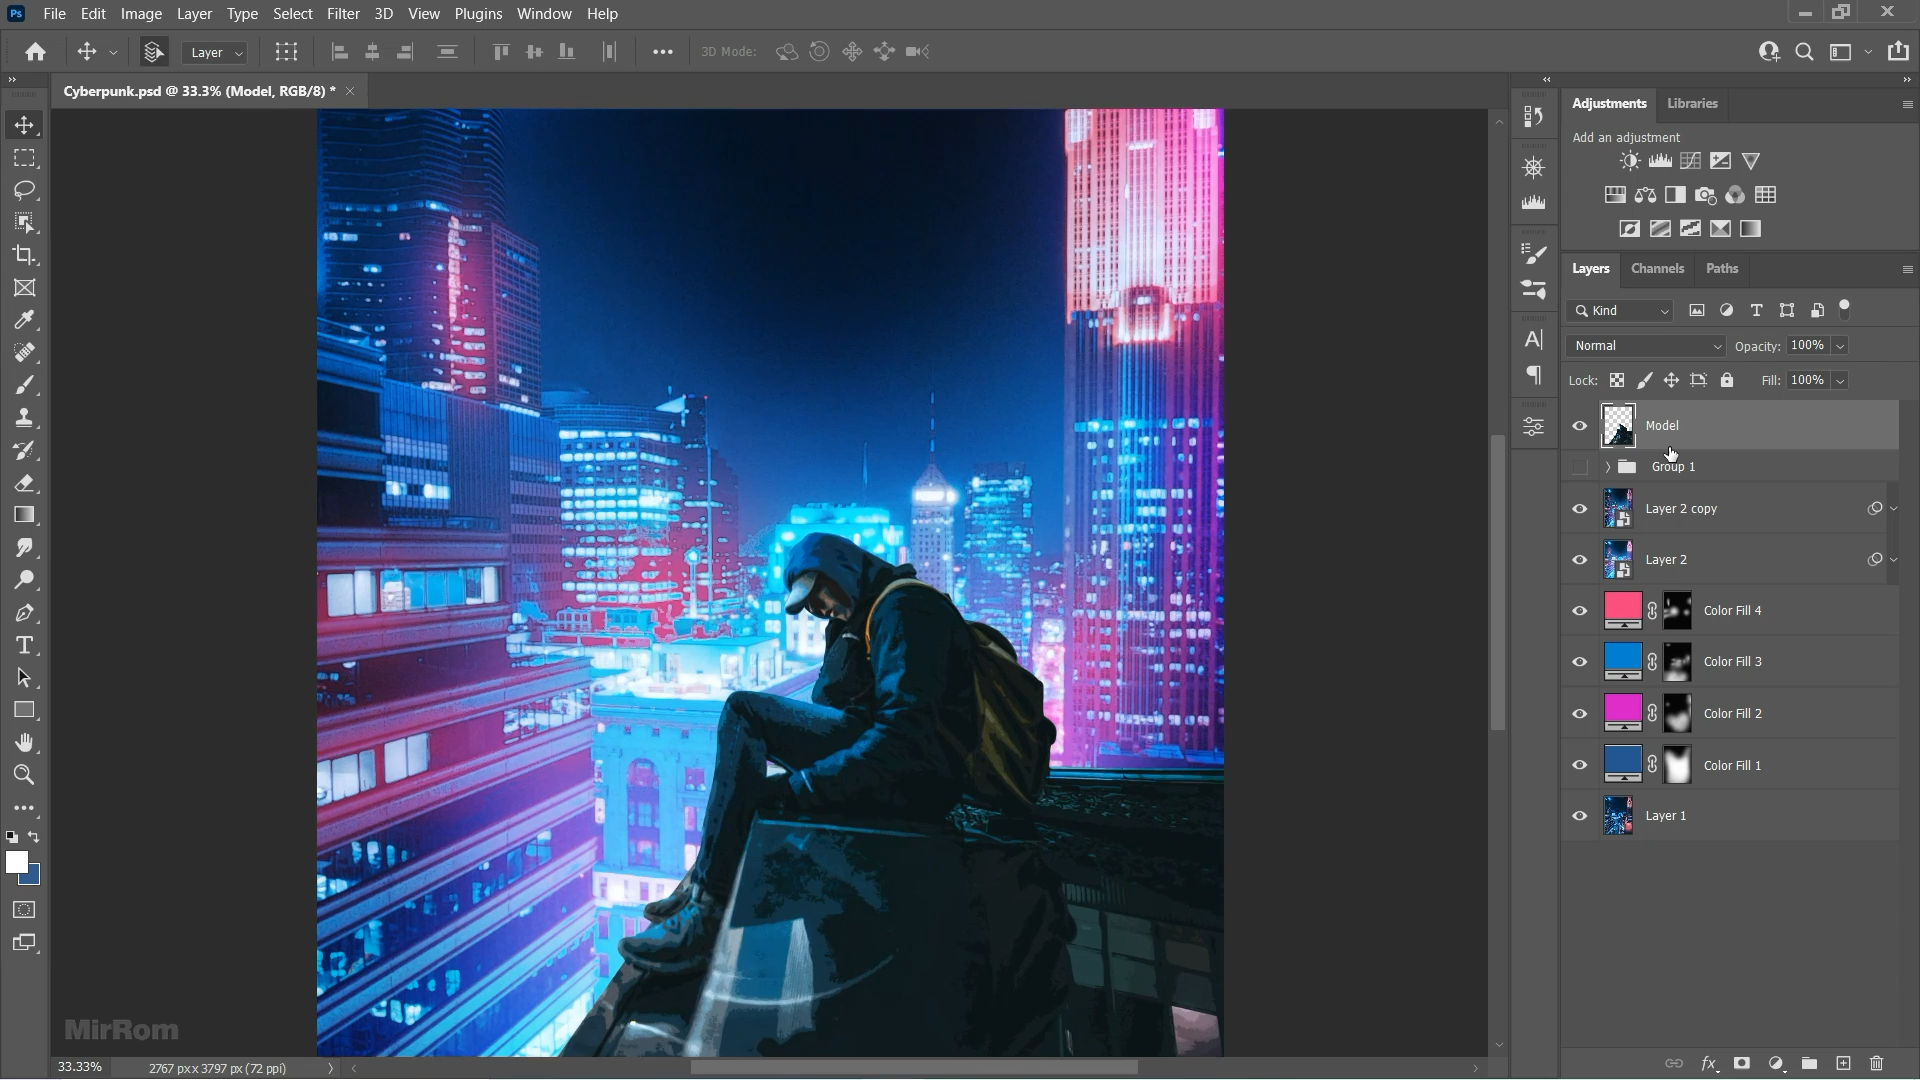 Ps File Edit Image Layer Type Select Filter 3D View Plugins Window Help
Layer 3D Mode:
Cyberpunk.psd @ 33.3% (Model, RGB/8) *
Adjustments Libraries
Add an adjustment
Layers Channels Paths
Kind
Normal Opacity: 100%
Lock: Fill: 100%
Model
Group 1
Layer 2 copy
Layer 2
Color Fill 4
Color Fill 3
Color Fill 2
Color Fill 1
Layer 1
MirRom
33.33% 2767 px x 3797 px (72 ppi)
fx